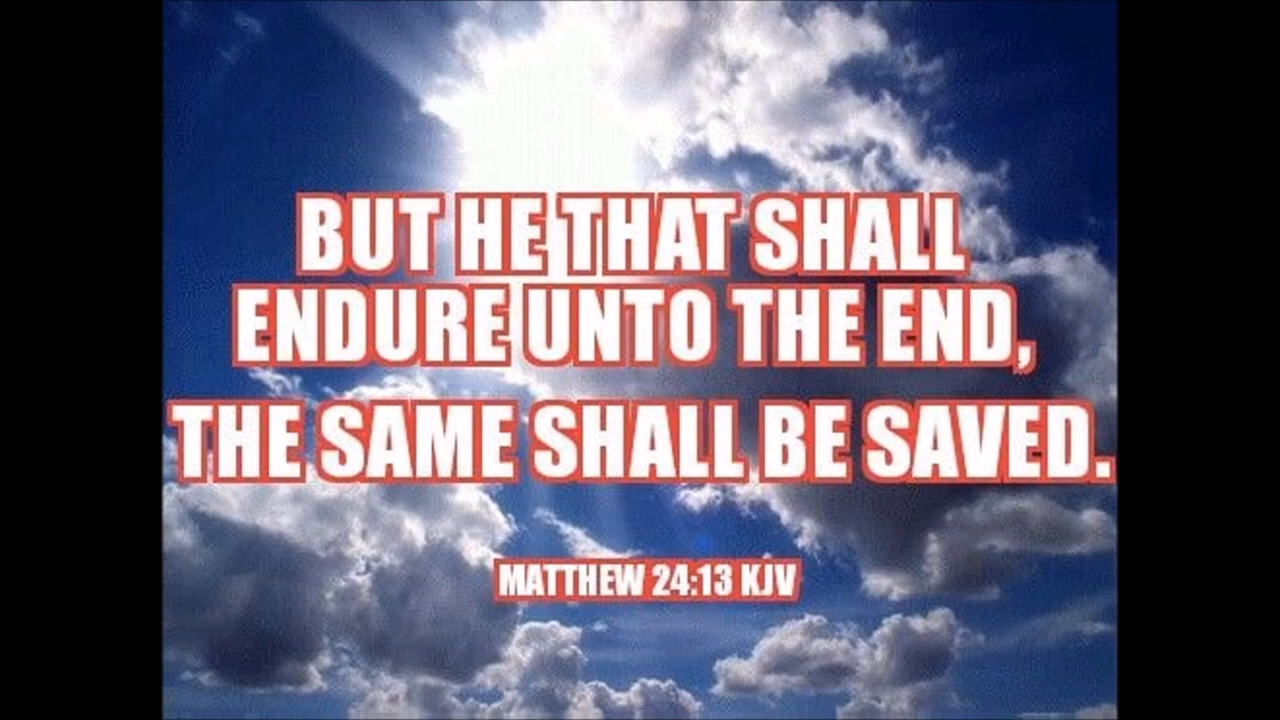 BUT HE THAT SHALL
ENDURE UNTO THE END,
THE SAME SHALL BE SAVED.
MATTHEW 24:13 KJV